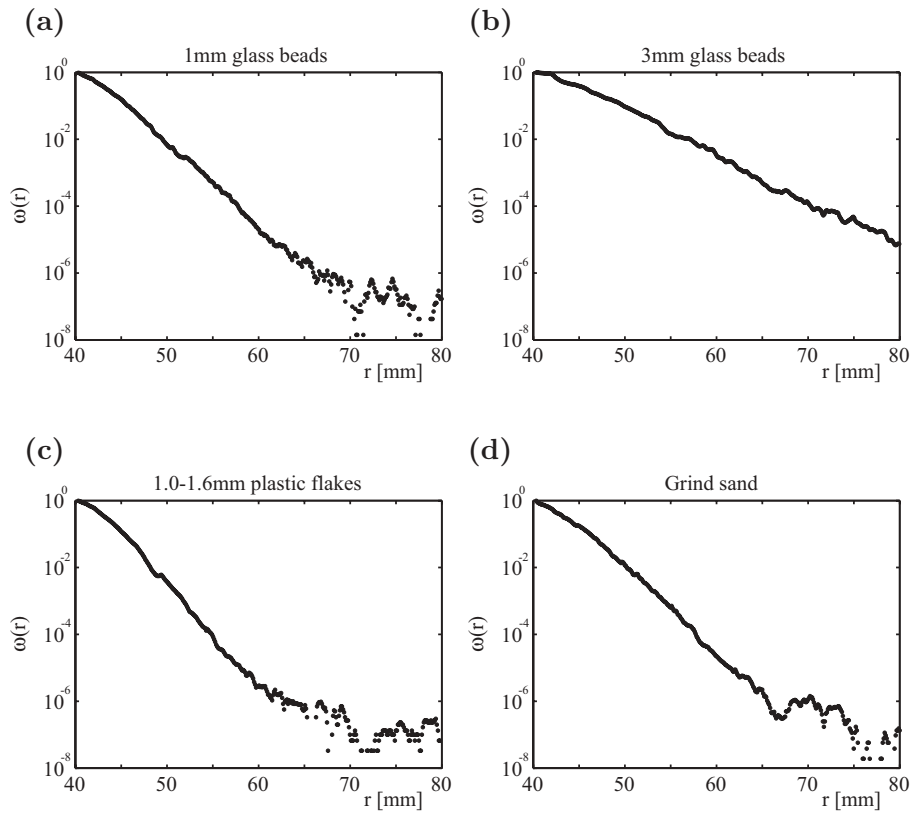 (a)
1mm glass beads
10^0
10^-2
10^-4
10^-6
10^-8
ω(r)
40 50 60 70 80
r [mm]
(b)
3mm glass beads
10^0
10^-2
10^-4
10^-6
10^-8
ω(r)
40 50 60 70 80
r [mm]
(c)
1.0-1.6mm plastic flakes
10^0
10^-2
10^-4
10^-6
10^-8
ω(r)
40 50 60 70 80
r [mm]
(d)
Grind sand
10^0
10^-2
10^-4
10^-6
10^-8
ω(r)
40 50 60 70 80
r [mm]